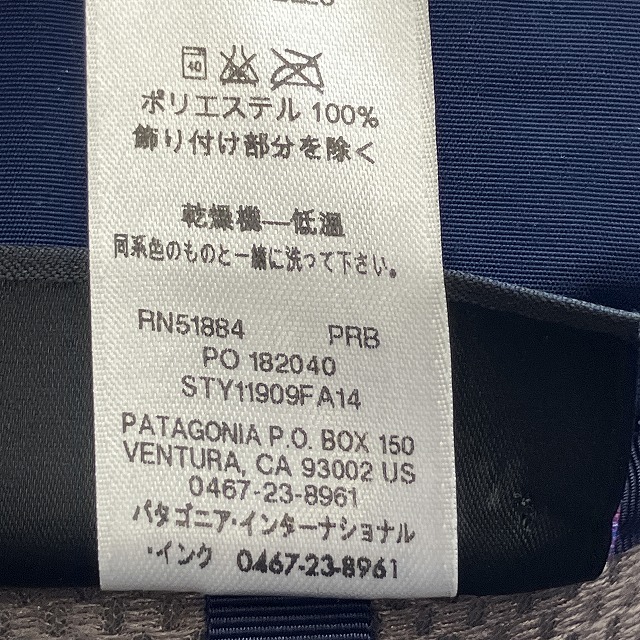 40
ポリエステル 100%
飾り付け部分を除く
乾燥機―低温
同系色のものと一緒に洗って下さい。
RN51884 PRB
PO 182040
STY11909FA14
PATAGONIA P.O. BOX 150
VENTURA, CA 93002 US
0467-23-8961
パタゴニア・インターナショナル
・インク 0467-23-8961